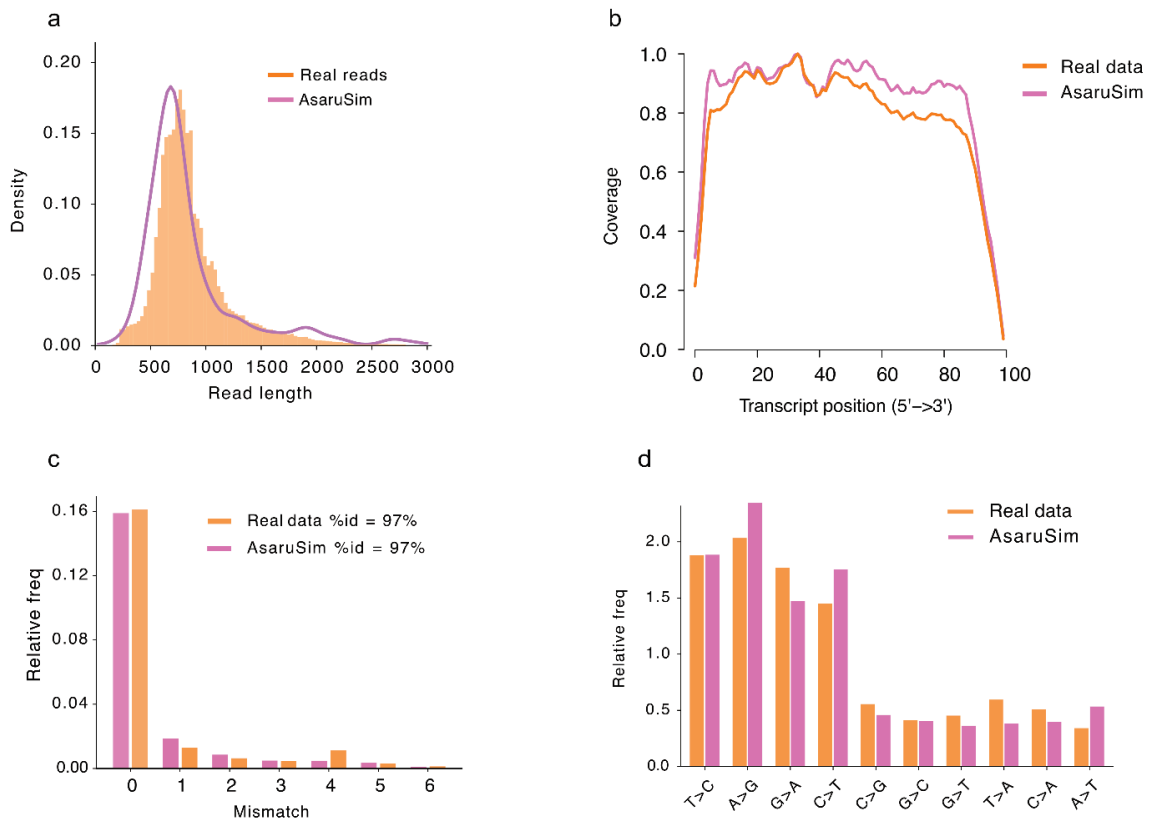 a
0.20
0.15
0.10
0.05
0.00
Density
0 500 1000 1500 2000 2500 3000
Read length
Real reads
AsaruSim
b
1.0
0.8
0.6
0.4
0.2
0.0
Coverage
0 20 40 60 80 100
Transcript position (5'–>3')
Real data
AsaruSim
c
0.16
0.12
0.08
0.04
0.00
Relative freq
0 1 2 3 4 5 6
Mismatch
Real data %id = 97%
AsaruSim %id = 97%
d
2.0
1.5
1.0
0.5
0.0
Relative freq
T>C A>G G>A C>T C>G G>C G>T T>A C>A A>T
Real data
AsaruSim